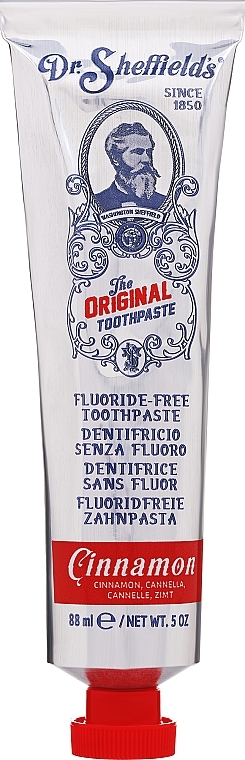 Dr. Sheffield's
SINCE
1850
WASHINGTON SHEFFIELD
The
ORIGINAL
TOOTHPASTE
FLUORIDE-FREE
TOOTHPASTE
DENTIFRICIO
SENZA FLUORO
DENTIFRICE
SANS FLUOR
FLUORIDFREIE
ZAHNPASTA
Cinnamon
CINNAMON, CANNELLA,
CANNELLE, ZIMT
88 ml ℮ / NET WT. 5 OZ